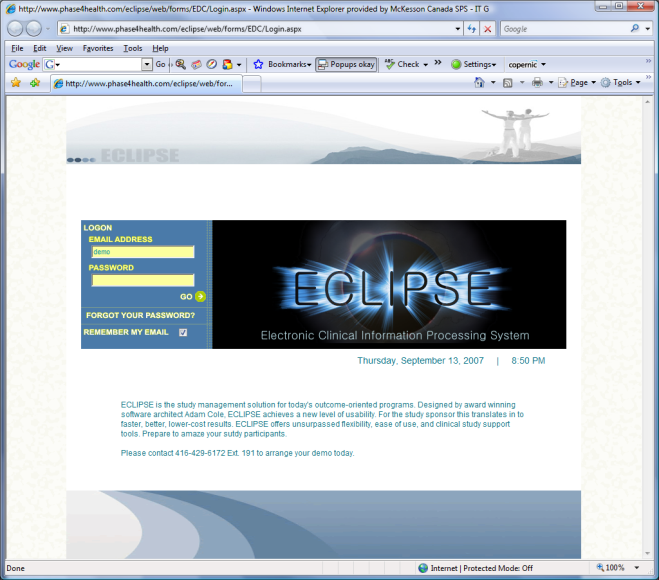 http://www.phase4health.com/eclipse/web/forms/EDC/Login.aspx - Windows Internet Explorer provided by McKesson Canada SPS - IT G
http://www.phase4health.com/eclipse/web/forms/EDC/Login.aspx
Google
File Edit View Favorites Tools Help
Google G Go Bookmarks Popups okay Check » Settings copernic »
http://www.phase4health.com/eclipse/web/for... Page Tools »
ECLIPSE
LOGON
EMAIL ADDRESS
demo
PASSWORD
GO
FORGOT YOUR PASSWORD?
REMEMBER MY EMAIL
ECLIPSE
Electronic Clinical Information Processing System
Thursday, September 13, 2007 | 8:50 PM
ECLIPSE is the study management solution for today's outcome-oriented programs. Designed by award winning
software architect Adam Cole, ECLIPSE achieves a new level of usability. For the study sponsor this translates in to
faster, better, lower-cost results. ECLIPSE offers unsurpassed flexibility, ease of use, and clinical study support
tools. Prepare to amaze your sutdy participants.
Please contact 416-429-6172 Ext. 191 to arrange your demo today.
Done Internet | Protected Mode: Off 100%